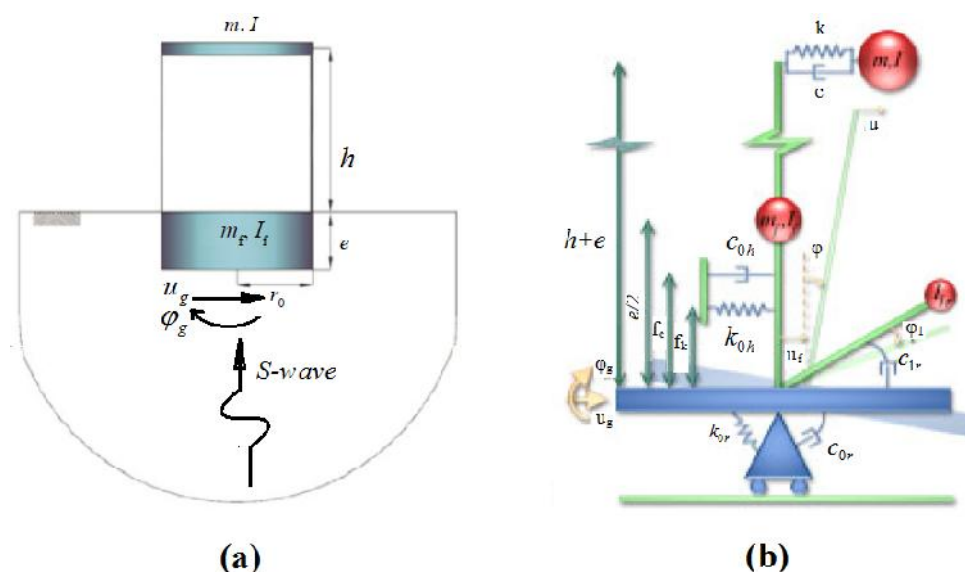 m, I
h
m_f, I_f
e
u_g
r_0
φ_g
S-wave
(a)
k
m,I
c
u
h+e
e/2
m_f, I_f
c_0h
f_c
f_k
k_0h
φ
u_f
φ_1
c_1r
φ_g
u_g
k_0r
c_0r
(b)